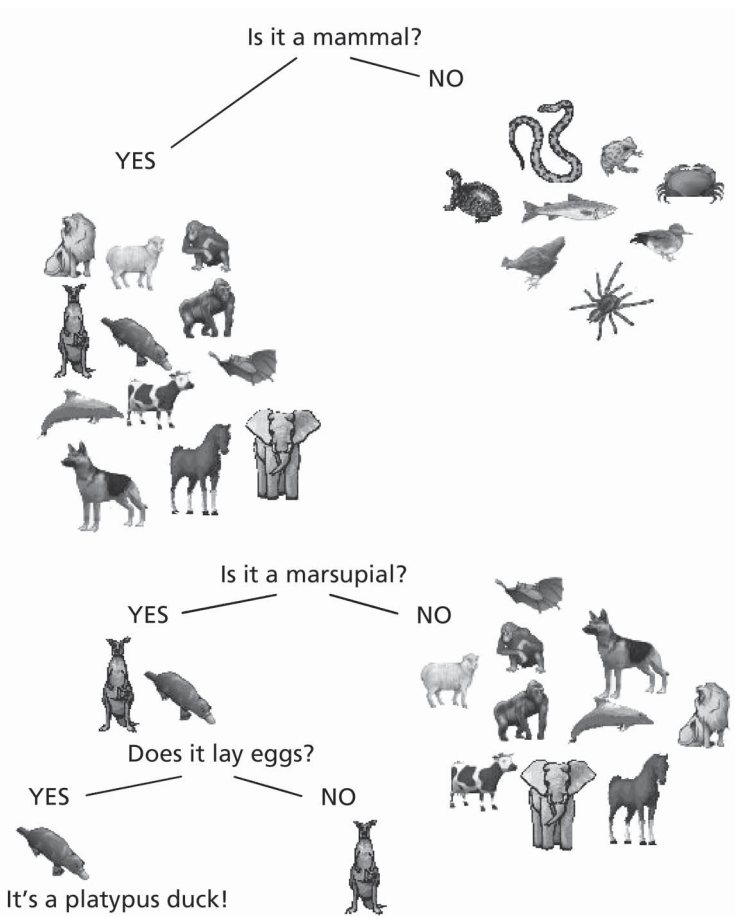 Is it a mammal?
NO
YES
Is it a marsupial?
YES
NO
Does it lay eggs?
YES
NO
It's a platypus duck!